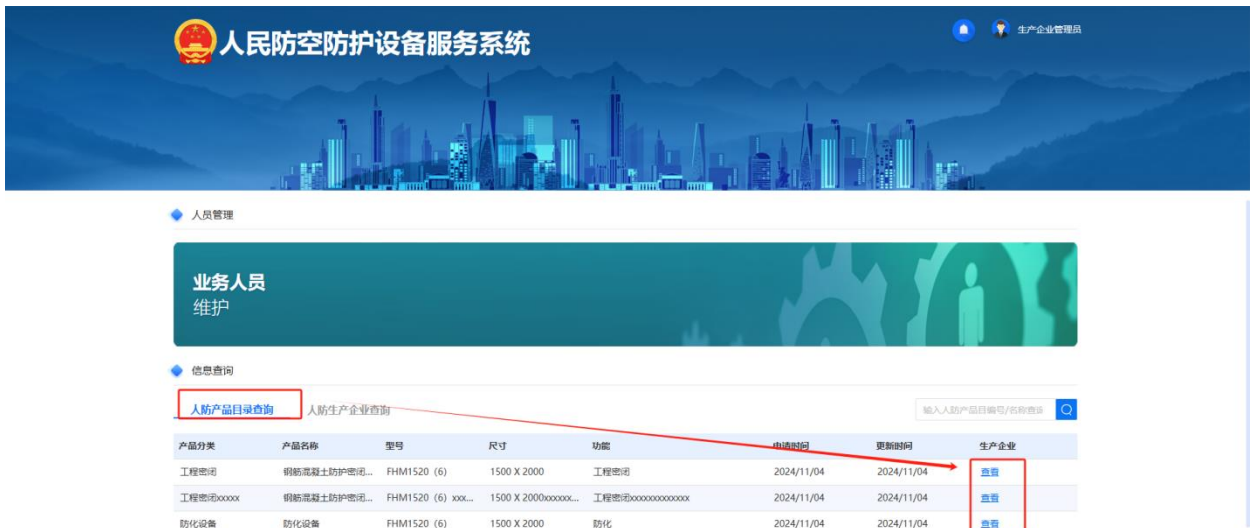 人民防空防护设备服务系统
生产企业管理员
人员管理
业务人员
维护
信息查询
人防产品目录查询 人防生产企业查询 输入人防产品目编号/名称查询
产品分类 产品名称 型号 尺寸 功能 申请时间 更新时间 生产企业
工程密闭 钢筋混凝土防护密闭... FHM1520（6） 1500 X 2000 工程密闭 2024/11/04 2024/11/04 查看
工程密闭xxxxx 钢筋混凝土防护密闭... FHM1520（6）xxx... 1500 X 2000xxxxxx... 工程密闭xxxxxxxxxxxxx 2024/11/04 2024/11/04 查看
防化设备 防化设备 FHM1520（6） 1500 X 2000 防化 2024/11/04 2024/11/04 查看